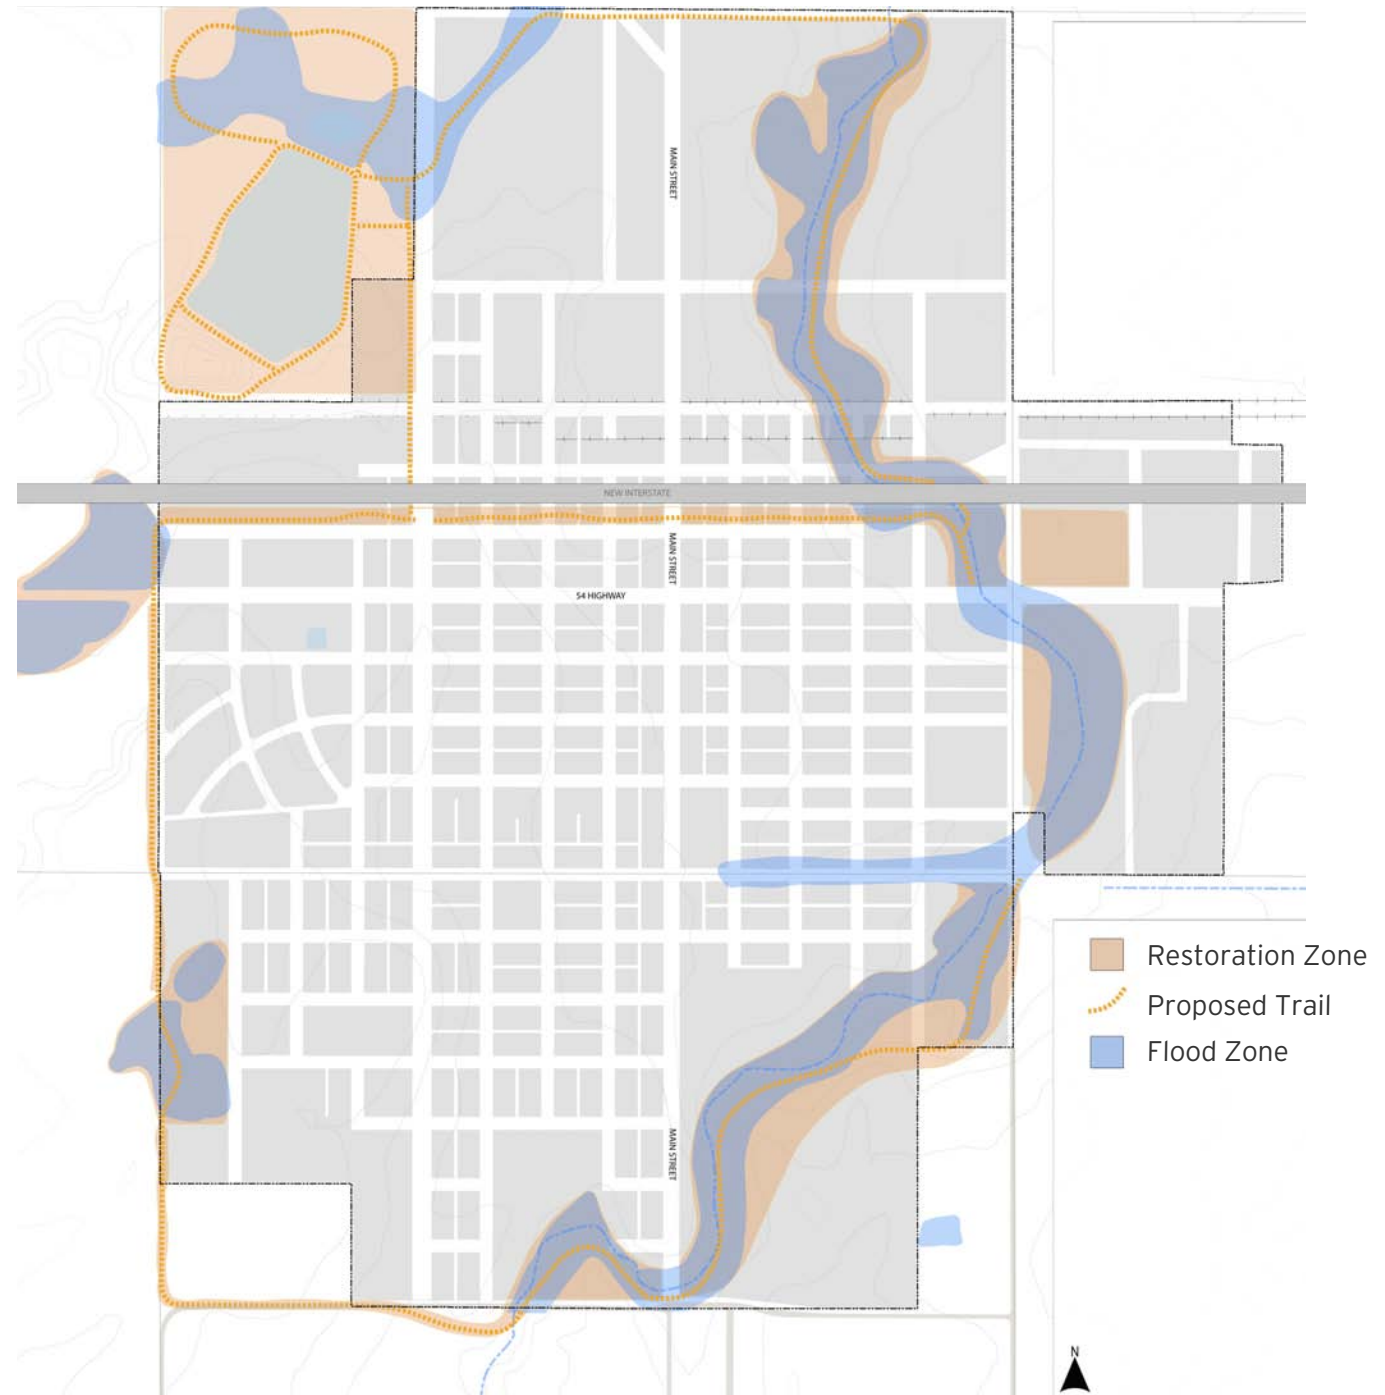 MAIN STREET
NEW INTERSTATE
MAIN STREET
54 HIGHWAY
Restoration Zone
Proposed Trail
Flood Zone
MAIN STREET
N